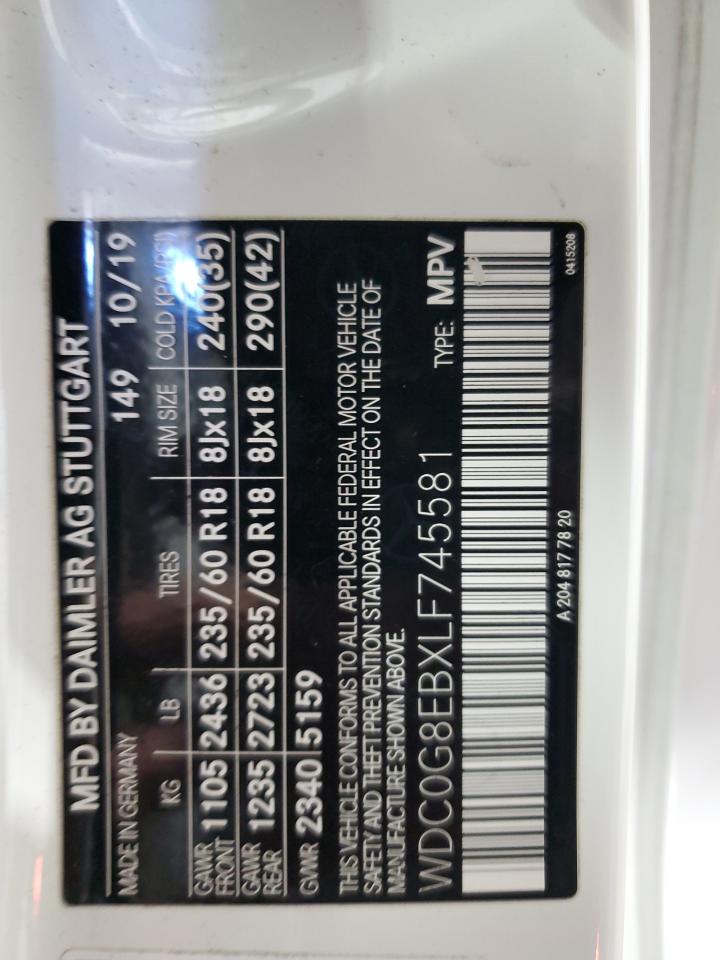 MFD BY DAIMLER AG STUTTGART
MADE IN GERMANY 149 10/19
KG LB TIRES RIM SIZE COLD KPA/(PSI)
GAWR FRONT 1105 2436 235/60 R18 8Jx18 240(35)
GAWR REAR 1235 2723 235/60 R18 8Jx18 290(42)
GVWR 2340 5159
THIS VEHICLE CONFORMS TO ALL APPLICABLE FEDERAL MOTOR VEHICLE
SAFETY AND THEFT PREVENTION STANDARDS IN EFFECT ON THE DATE OF
MANUFACTURE SHOWN ABOVE.
WDC0G8EBXLF745581 TYPE: MPV
A 204 817 78 20 0415208